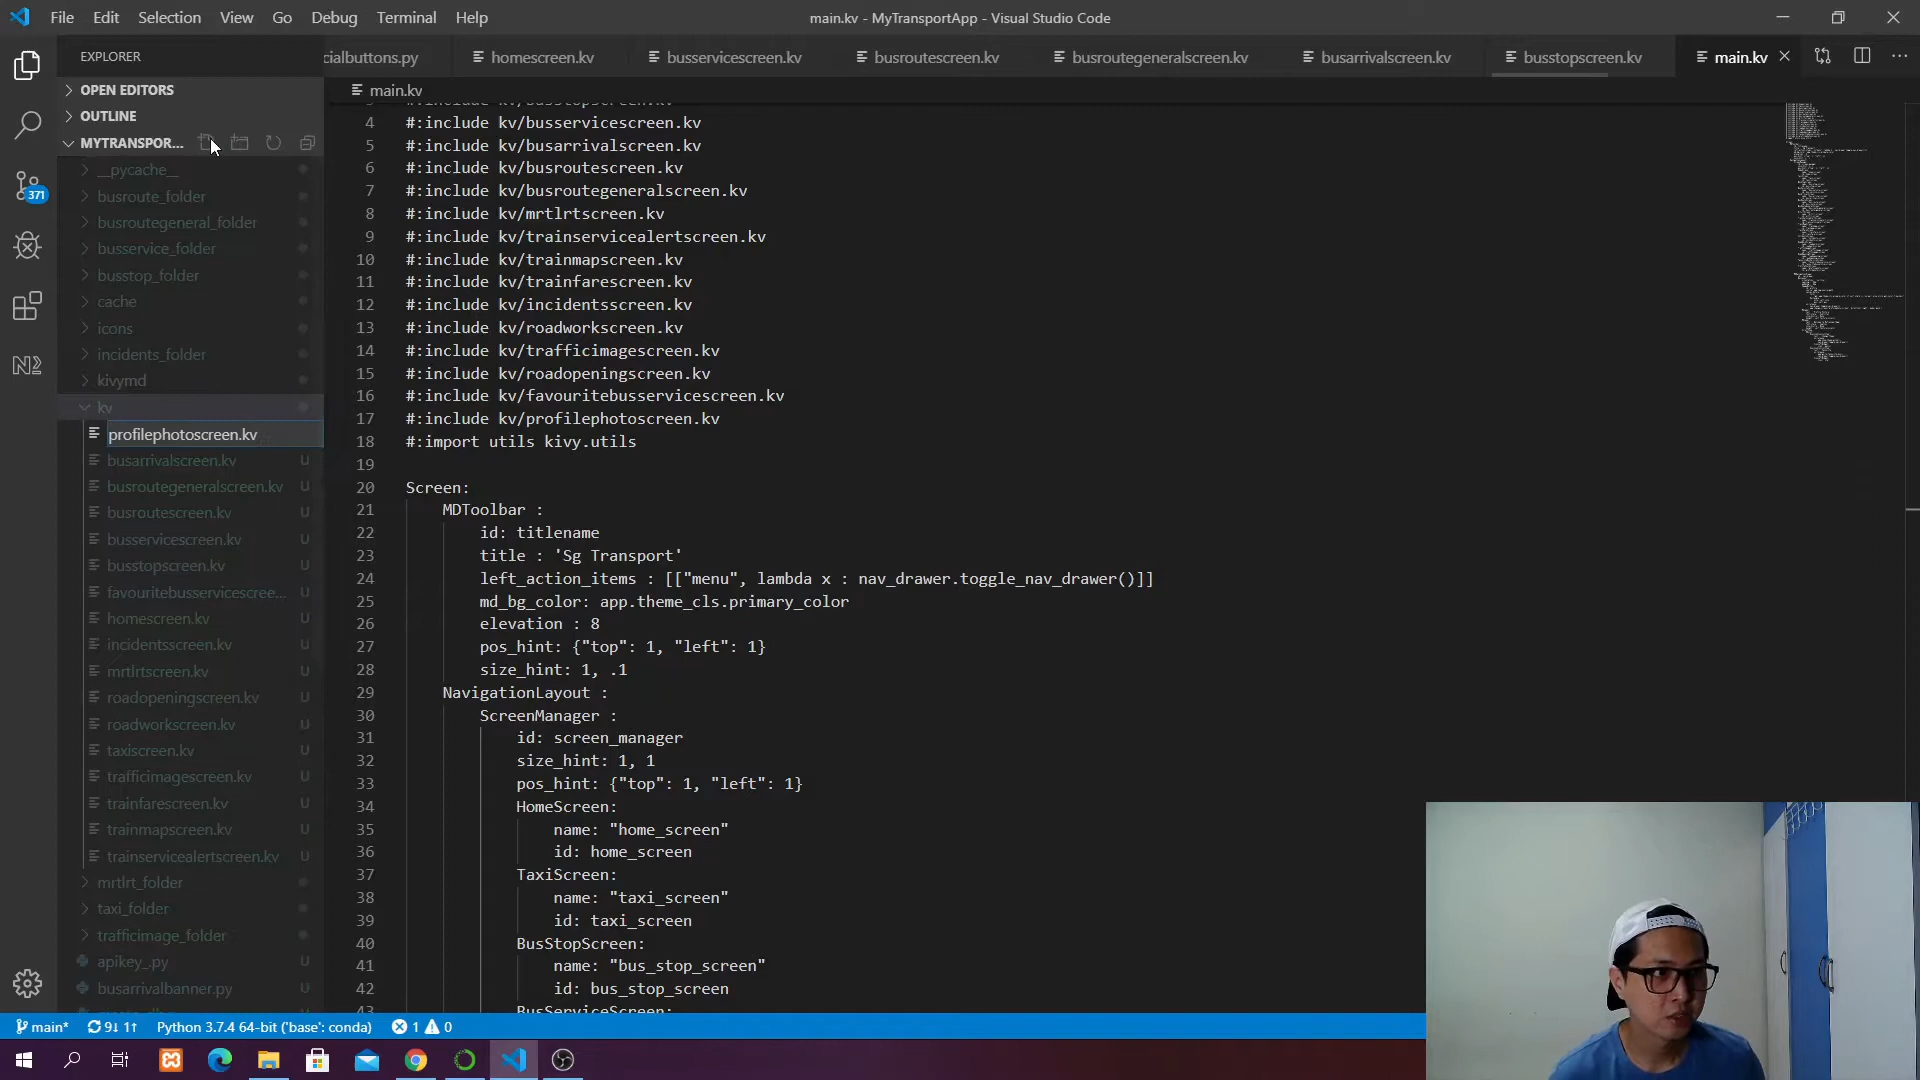 File Edit Selection View Go Debug Terminal Help
main.kv - MyTransportApp - Visual Studio Code
EXPLORER
cialbuttons.py
homescreen.kv
busservicescreen.kv
busroutescreen.kv
busroutegeneralscreen.kv
busarrivalscreen.kv
busstopscreen.kv
main.kv
OPEN EDITORS
OUTLINE
MYTRANSPOR...
__pycache__
busroute_folder
busroutegeneral_folder
busservice_folder
busstop_folder
cache
icons
incidents_folder
kivymd
kv
profilephotoscreen.kv
busarrivalscreen.kv U
busroutegeneralscreen.kv U
busroutescreen.kv U
busservicescreen.kv U
busstopscreen.kv U
favouritebusservicescree... U
homescreen.kv U
incidentsscreen.kv U
mrtlrtscreen.kv U
roadopeningscreen.kv U
roadworkscreen.kv U
taxiscreen.kv U
trafficimagescreen.kv U
trainfarescreen.kv U
trainmapscreen.kv U
trainservicealertscreen.kv U
mrtlrt_folder
taxi_folder
trafficimage_folder
apikey_.py U
busarrivalbanner.py U
371
main.kv
3 #:include kv/busstopscreen.kv
4 #:include kv/busservicescreen.kv
5 #:include kv/busarrivalscreen.kv
6 #:include kv/busroutescreen.kv
7 #:include kv/busroutegeneralscreen.kv
8 #:include kv/mrtlrtscreen.kv
9 #:include kv/trainservicealertscreen.kv
10 #:include kv/trainmapscreen.kv
11 #:include kv/trainfarescreen.kv
12 #:include kv/incidentsscreen.kv
13 #:include kv/roadworkscreen.kv
14 #:include kv/trafficimagescreen.kv
15 #:include kv/roadopeningscreen.kv
16 #:include kv/favouritebusservicescreen.kv
17 #:include kv/profilephotoscreen.kv
18 #:import utils kivy.utils
19
20 Screen:
21 MDToolbar :
22 id: titlename
23 title : 'Sg Transport'
24 left_action_items : [["menu", lambda x : nav_drawer.toggle_nav_drawer()]]
25 md_bg_color: app.theme_cls.primary_color
26 elevation : 8
27 pos_hint: {"top": 1, "left": 1}
28 size_hint: 1, .1
29 NavigationLayout :
30 ScreenManager :
31 id: screen_manager
32 size_hint: 1, 1
33 pos_hint: {"top": 1, "left": 1}
34 HomeScreen:
35 name: "home_screen"
36 id: home_screen
37 TaxiScreen:
38 name: "taxi_screen"
39 id: taxi_screen
40 BusStopScreen:
41 name: "bus_stop_screen"
42 id: bus_stop_screen
43 BusServiceScreen:
main* 9↓ 1↑ Python 3.7.4 64-bit ('base': conda) 1 0